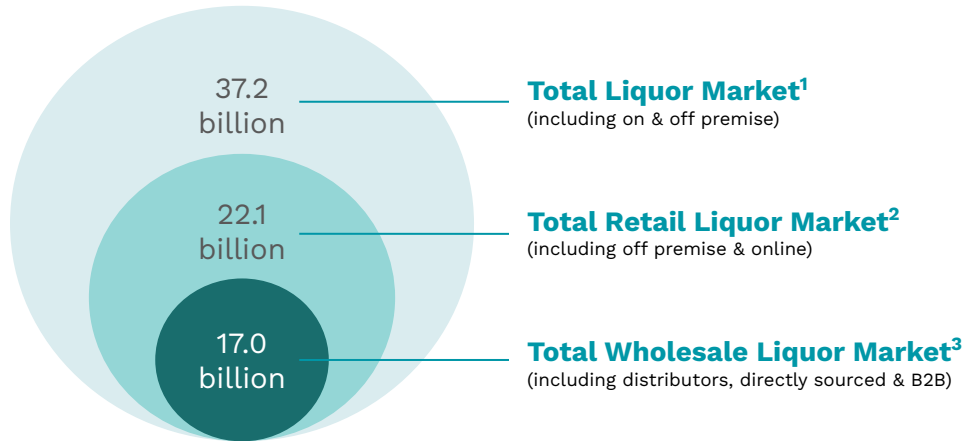 37.2
billion
Total Liquor Market¹
(including on & off premise)
22.1
billion
Total Retail Liquor Market²
(including off premise & online)
17.0
billion
Total Wholesale Liquor Market³
(including distributors, directly sourced & B2B)